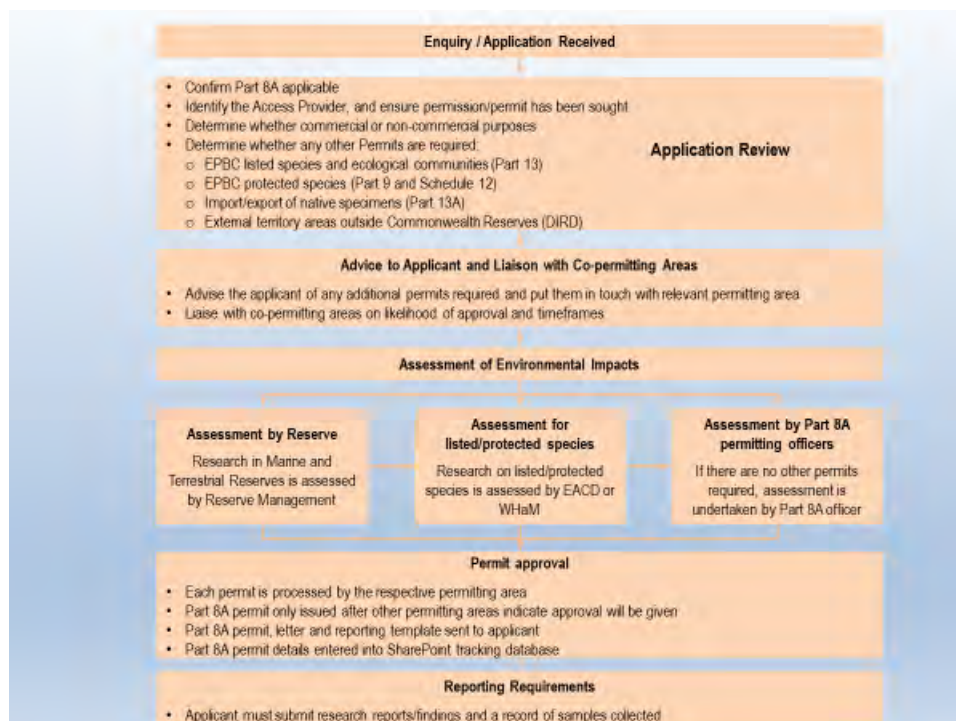 Enquiry / Application Received
• Confirm Part 8A applicable
• Identify the Access Provider, and ensure permission/permit has been sought
• Determine whether commercial or non-commercial purposes
• Determine whether any other Permits are required:
o EPBC listed species and ecological communities (Part 13)
o EPBC protected species (Part 9 and Schedule 12)
o Import/export of native specimens (Part 13A)
o External territory areas outside Commonwealth Reserves (DIRD)
Application Review
Advice to Applicant and Liaison with Co-permitting Areas
• Advise the applicant of any additional permits required and put them in touch with relevant permitting area
• Liaise with co-permitting areas on likelihood of approval and timeframes
Assessment of Environmental Impacts
Assessment by Reserve
Research in Marine and
Terrestrial Reserves is assessed
by Reserve Management
Assessment for
listed/protected species
Research on listed/protected
species is assessed by EACD or
WHaM
Assessment by Part 8A
permitting officers
If there are no other permits
required, assessment is
undertaken by Part 8A officer
Permit approval
• Each permit is processed by the respective permitting area
• Part 8A permit only issued after other permitting areas indicate approval will be given
• Part 8A permit, letter and reporting template sent to applicant
• Part 8A permit details entered into SharePoint tracking database
Reporting Requirements
• Applicant must submit research reports/findings and a record of samples collected